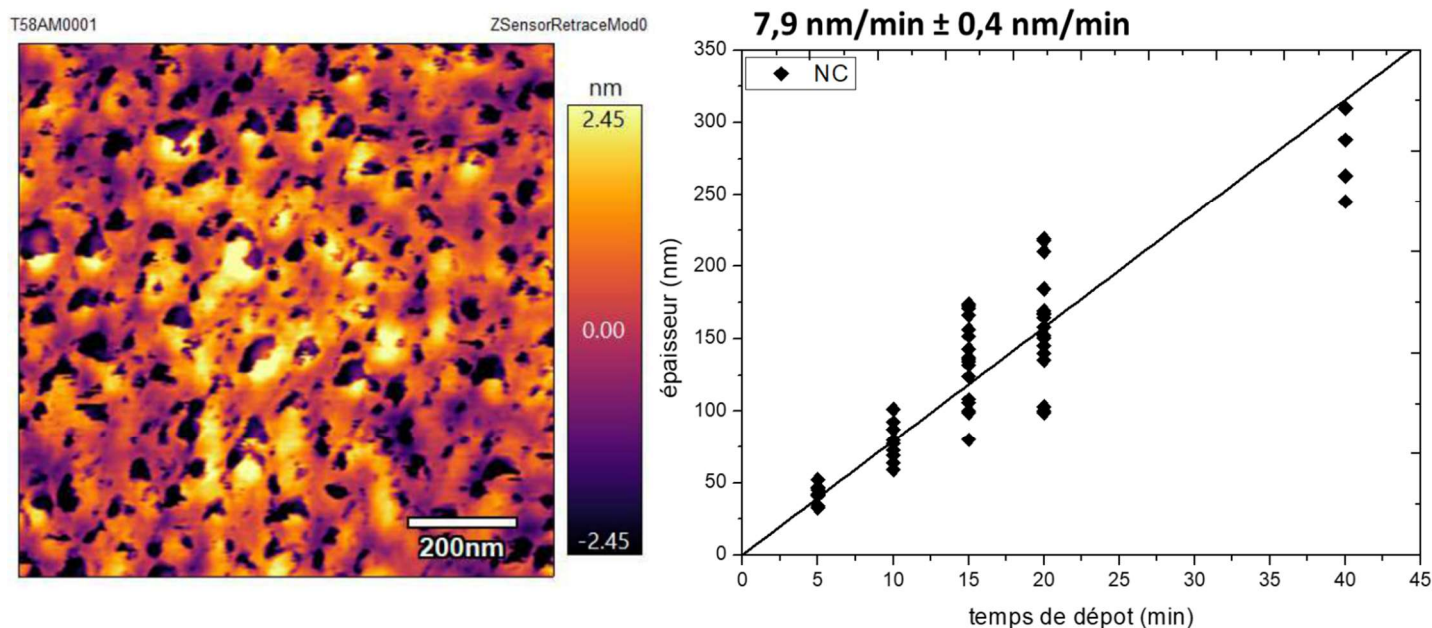 T58AM0001
ZSensorRetraceMod0
nm
2.45
0.00
-2.45
200nm
7,9 nm/min ± 0,4 nm/min
NC
350
300
250
200
150
100
50
0
épaisseur (nm)
0 5 10 15 20 25 30 35 40 45
temps de dépot (min)